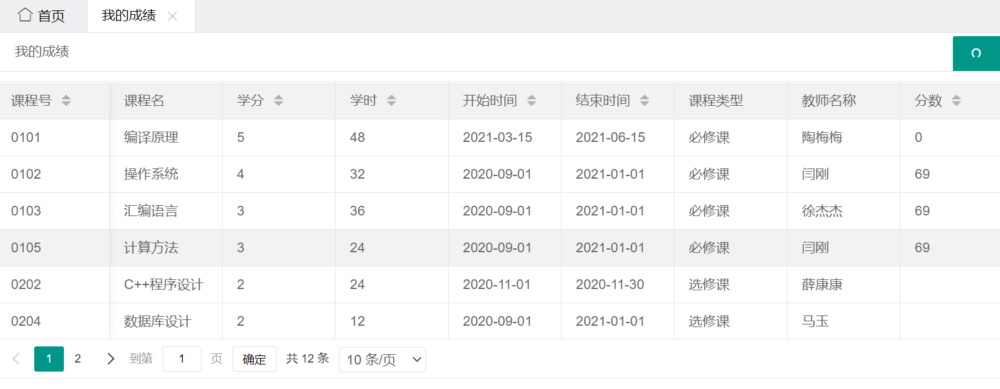 首页 我的成绩
我的成绩
课程号 课程名 学分 学时 开始时间 结束时间 课程类型 教师名称 分数
0101 编译原理 5 48 2021-03-15 2021-06-15 必修课 陶梅梅 0
0102 操作系统 4 32 2020-09-01 2021-01-01 必修课 闫刚 69
0103 汇编语言 3 36 2020-09-01 2021-01-01 必修课 徐杰杰 69
0105 计算方法 3 24 2020-09-01 2021-01-01 必修课 闫刚 69
0202 C++程序设计 2 24 2020-11-01 2020-11-30 选修课 薛康康
0204 数据库设计 2 12 2020-09-01 2021-01-01 选修课 马玉
1 2 到第 1 页 确定 共 12 条 10 条/页